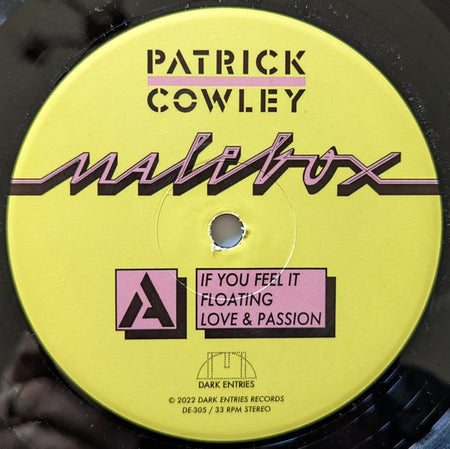 PATRICK
COWLEY
malebox
A
IF YOU FEEL IT
FLOATING
LOVE & PASSION
DARK ENTRIES
© 2022 DARK ENTRIES RECORDS
DE-305 / 33 RPM STEREO